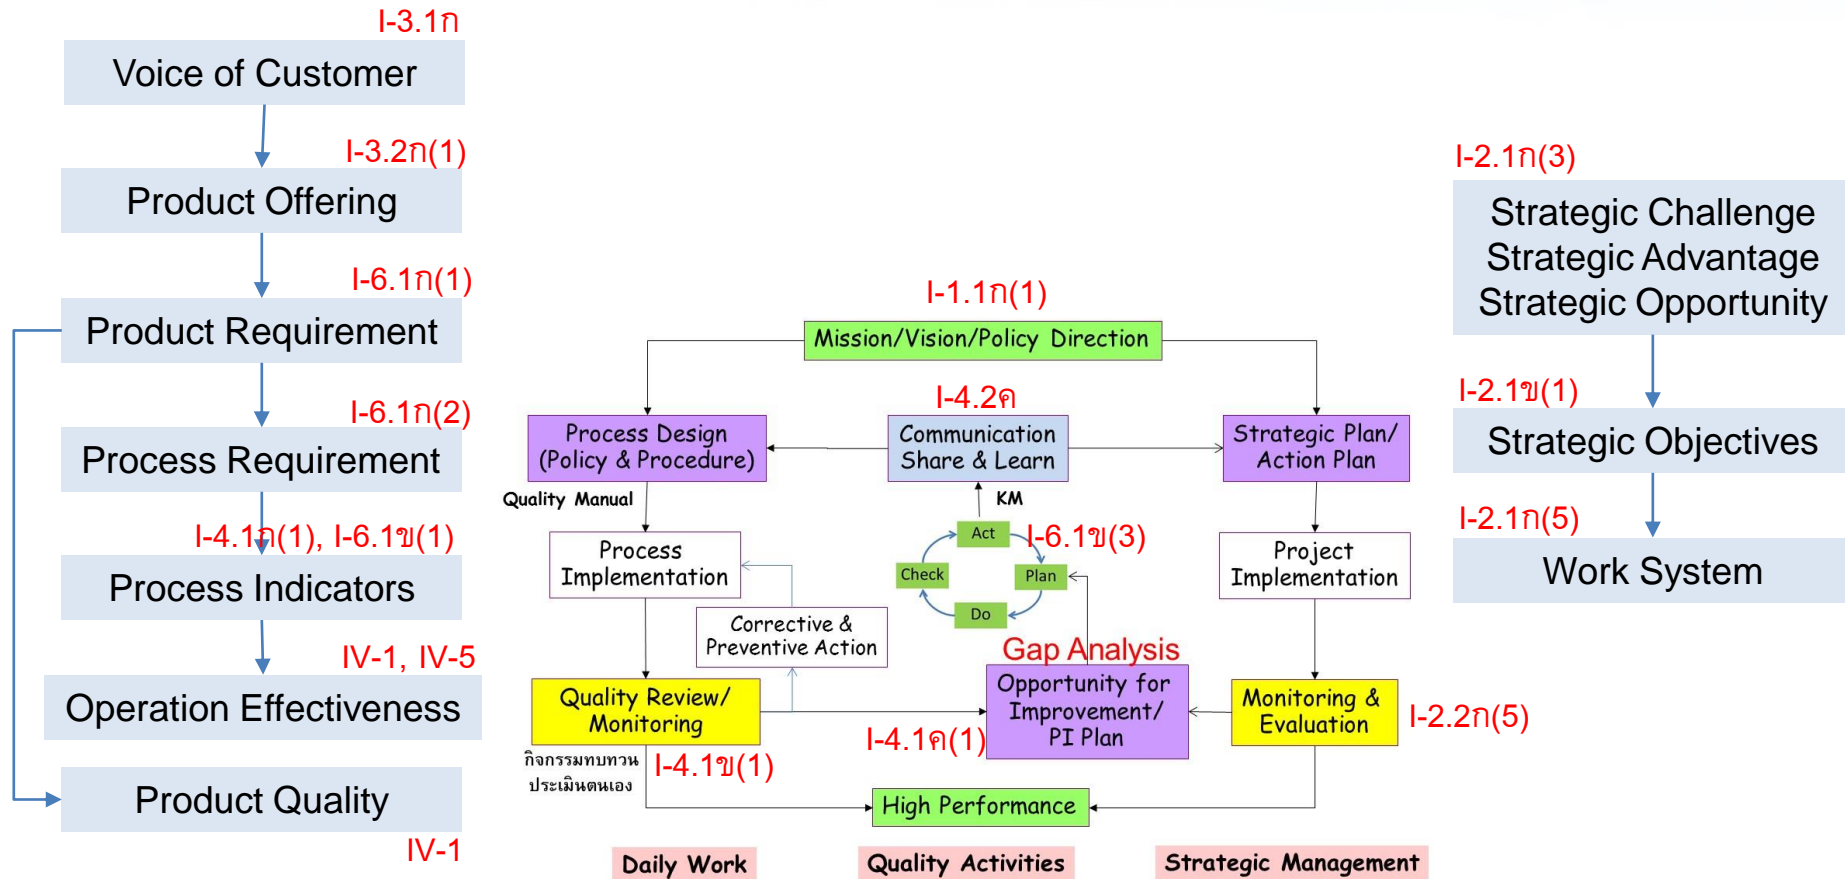 I-3.1ก
Voice of Customer
I-3.2ก(1)
Product Offering
I-6.1ก(1)
Product Requirement
I-6.1ก(2)
Process Requirement
I-4.1ก(1), I-6.1ข(1)
Process Indicators
IV-1, IV-5
Operation Effectiveness
Product Quality
IV-1
I-1.1ก(1)
Mission/Vision/Policy Direction
Process Design
(Policy & Procedure)
Quality Manual
I-4.2ค
Communication
Share & Learn
KM
Strategic Plan/
Action Plan
Process
Implementation
Act
I-6.1ข(3)
Check
Plan
Do
Project
Implementation
Corrective &
Preventive Action
Gap Analysis
Quality Review/
Monitoring
Opportunity for
Improvement/
PI Plan
Monitoring &
Evaluation
I-2.2ก(5)
I-4.1ค(1)
กิจกรรมทบทวน
ประเมินตนเอง
I-4.1ข(1)
High Performance
Daily Work
Quality Activities
Strategic Management
I-2.1ก(3)
Strategic Challenge
Strategic Advantage
Strategic Opportunity
I-2.1ข(1)
Strategic Objectives
I-2.1ก(5)
Work System